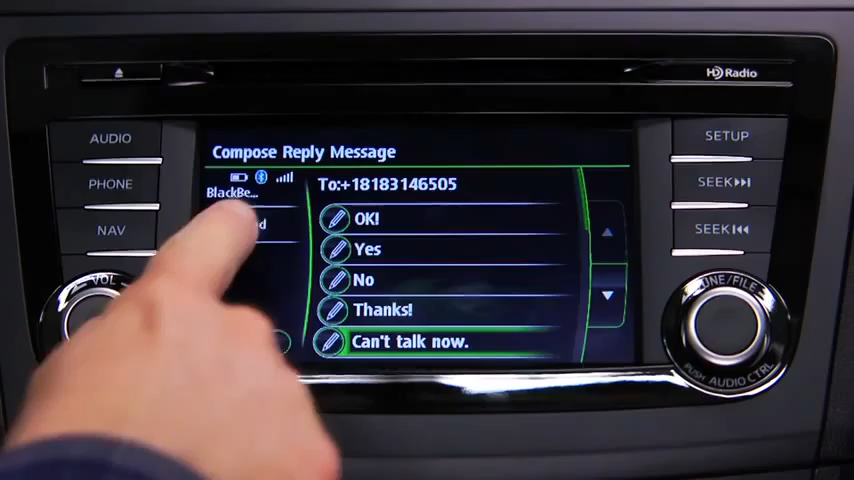 HD Radio
AUDIO
PHONE
NAV
VOL
Compose Reply Message
BlackBe...
To:+18183146505
OK!
Yes
No
Thanks!
Can't talk now.
SETUP
SEEK
SEEK
TUNE/FILE
PUSH AUDIO CTRL